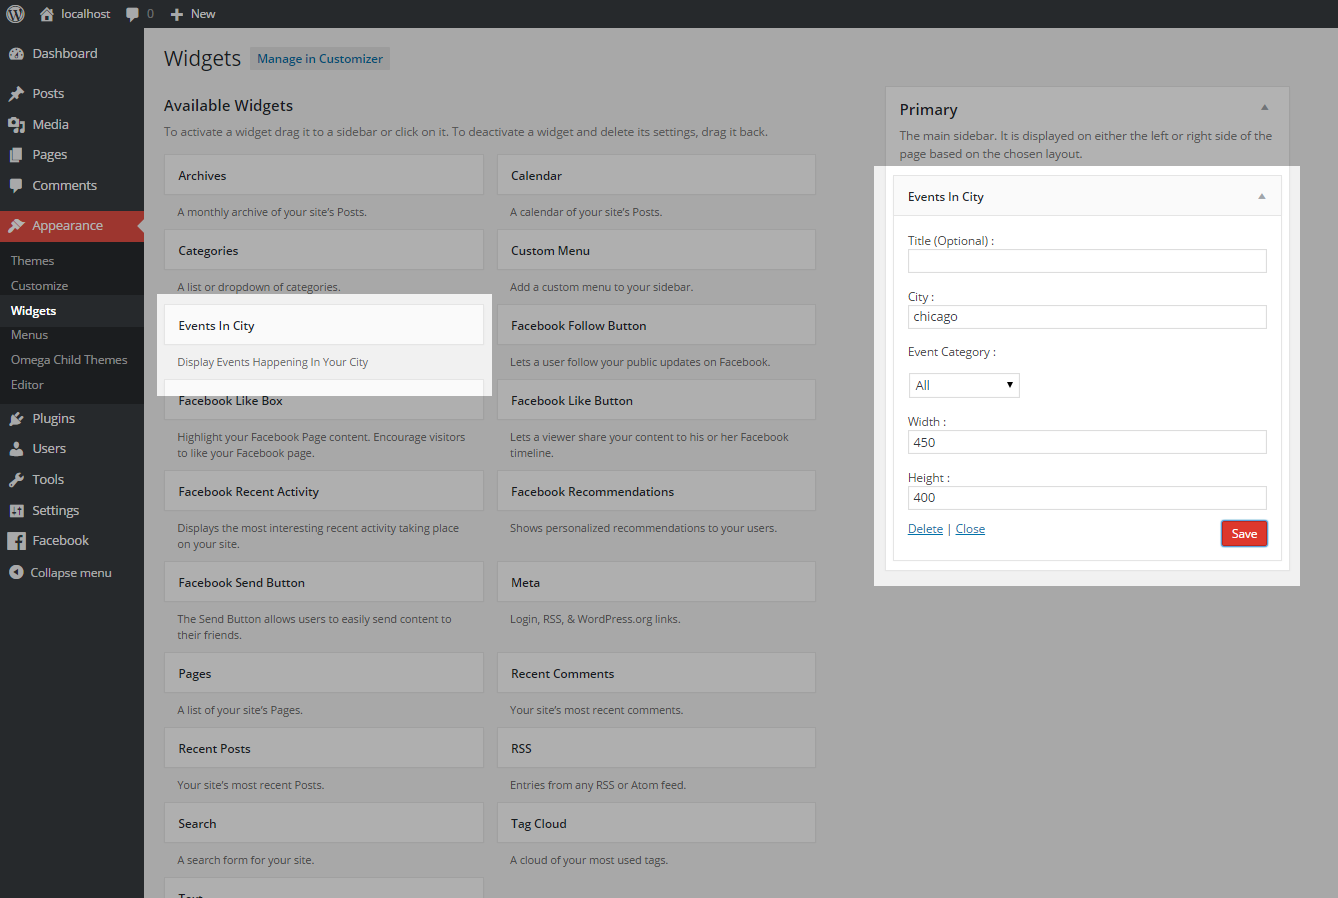 localhost 0 New
Dashboard
Posts
Media
Pages
Comments
Appearance
Themes
Customize
Widgets
Menus
Omega Child Themes
Editor
Plugins
Users
Tools
Settings
Facebook
Collapse menu
Widgets Manage in Customizer
Available Widgets
To activate a widget drag it to a sidebar or click on it. To deactivate a widget and delete its settings, drag it back.
Archives
A monthly archive of your site's Posts.
Calendar
A calendar of your site's Posts.
Categories
A list or dropdown of categories.
Custom Menu
Add a custom menu to your sidebar.
Events In City
Display Events Happening In Your City
Facebook Follow Button
Lets a user follow your public updates on Facebook.
Facebook Like Box
Highlight your Facebook Page content. Encourage visitors
to like your Facebook page.
Facebook Like Button
Lets a viewer share your content to his or her Facebook
timeline.
Facebook Recent Activity
Displays the most interesting recent activity taking place
on your site.
Facebook Recommendations
Shows personalized recommendations to your users.
Facebook Send Button
The Send Button allows users to easily send content to
their friends.
Meta
Login, RSS, & WordPress.org links.
Pages
A list of your site's Pages.
Recent Comments
Your site's most recent comments.
Recent Posts
Your site's most recent Posts.
RSS
Entries from any RSS or Atom feed.
Search
A search form for your site.
Tag Cloud
A cloud of your most used tags.
Text
Primary
The main sidebar. It is displayed on either the left or right side of the
page based on the chosen layout.
Events In City
Title (Optional) :
City :
chicago
Event Category :
All
Width :
450
Height :
400
Delete | Close
Save